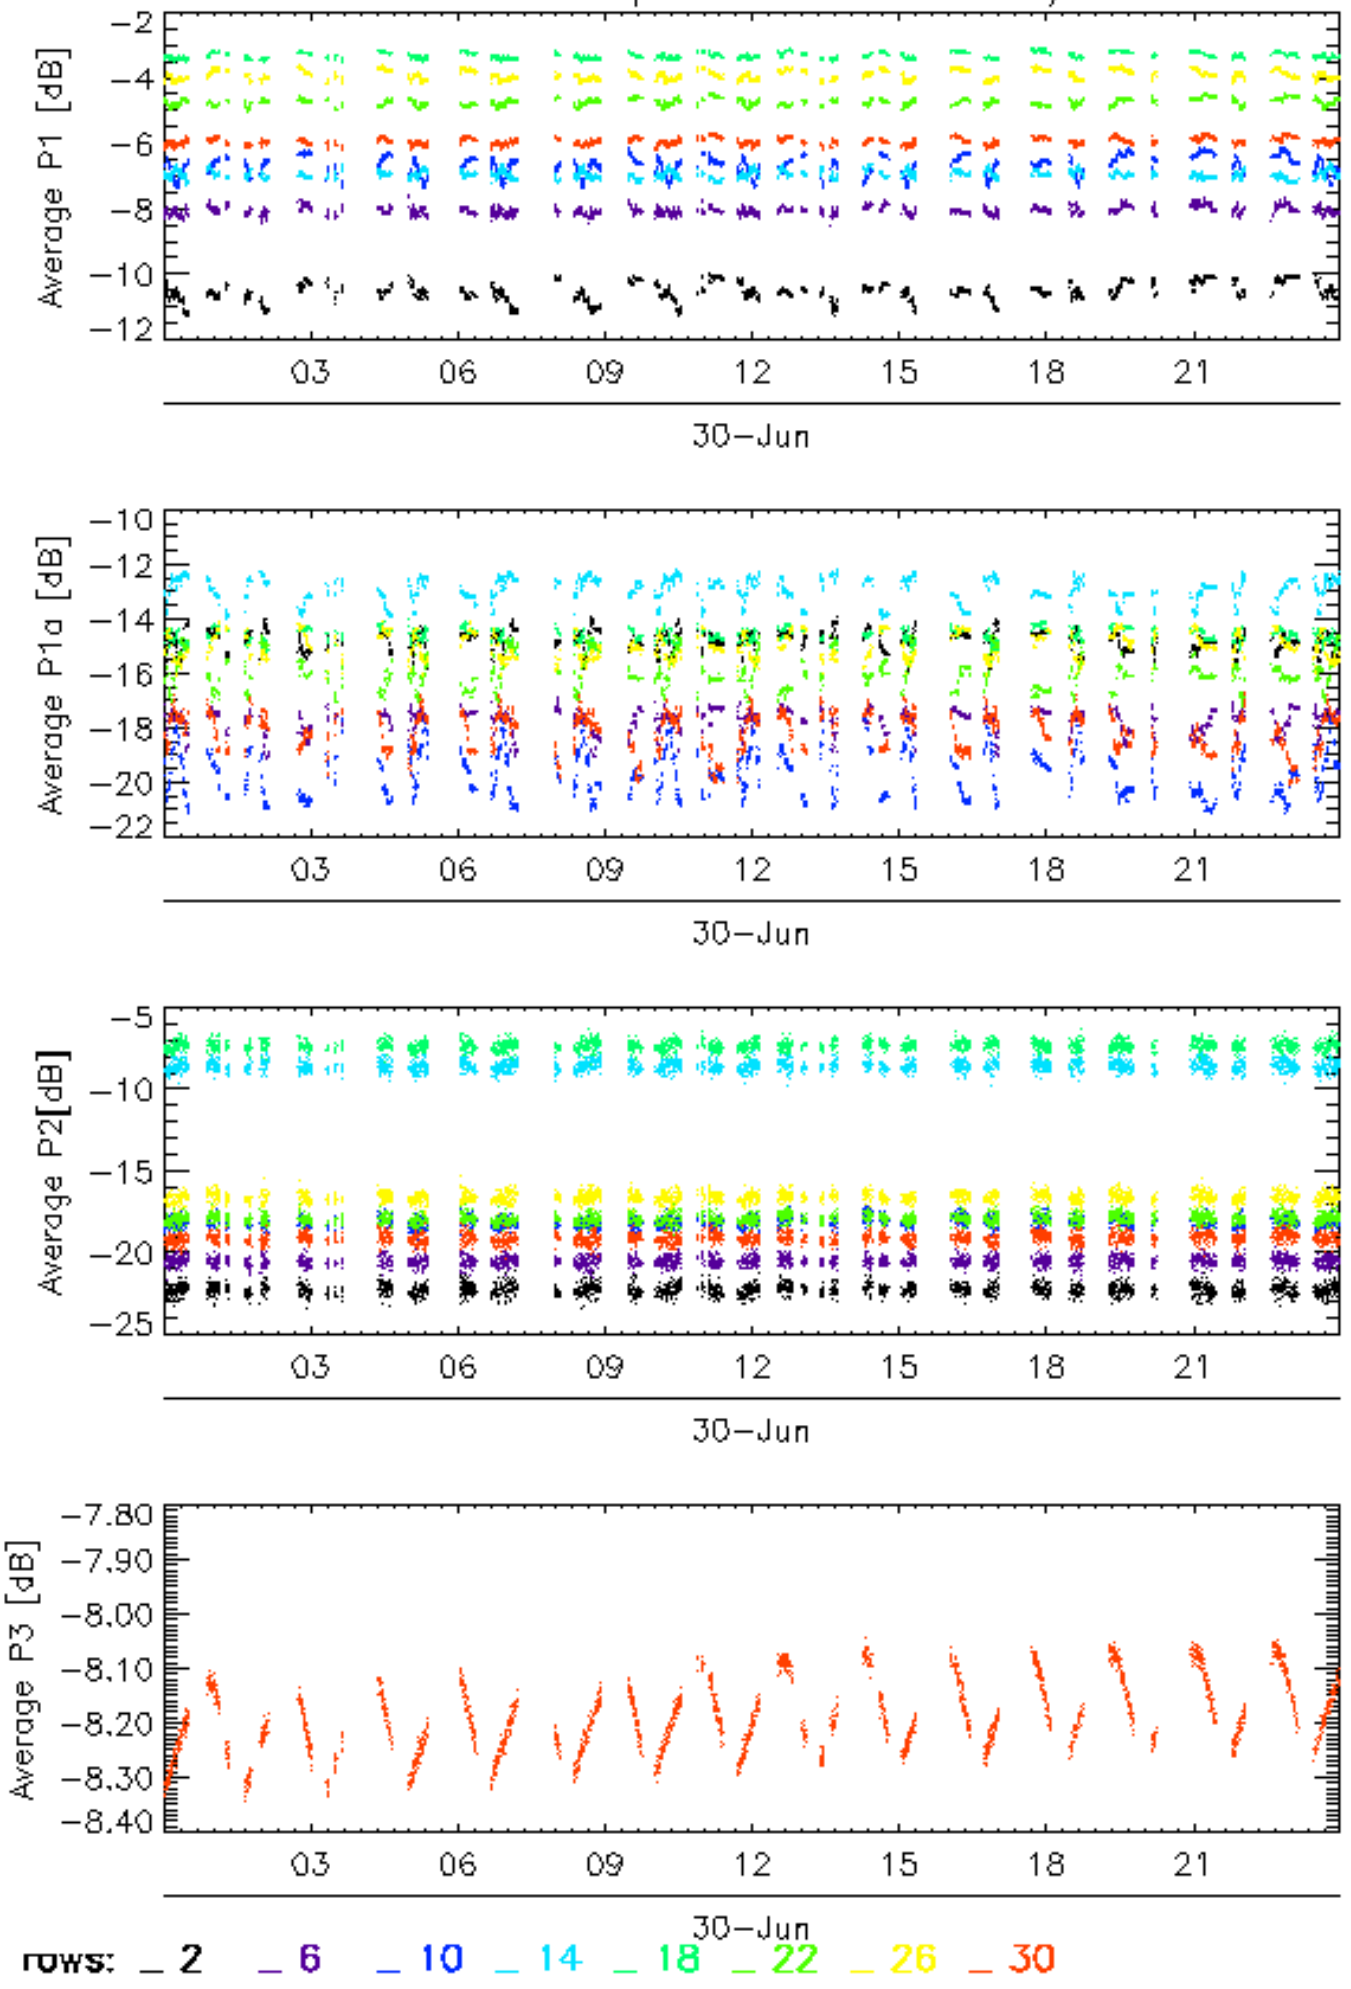 Average P1 [dB]
-2
-4
-6
-8
-10
-12
03 06 09 12 15 18 21
30-Jun
Average P1a [dB]
-10
-12
-14
-16
-18
-20
-22
03 06 09 12 15 18 21
30-Jun
Average P2[dB]
-5
-10
-15
-20
-25
03 06 09 12 15 18 21
30-Jun
Average P3 [dB]
-7.80
-7.90
-8.00
-8.10
-8.20
-8.30
-8.40
03 06 09 12 15 18 21
30-Jun
rows: _ 2 _ 6 _ 10 _ 14 _ 18 _ 22 _ 26 _ 30